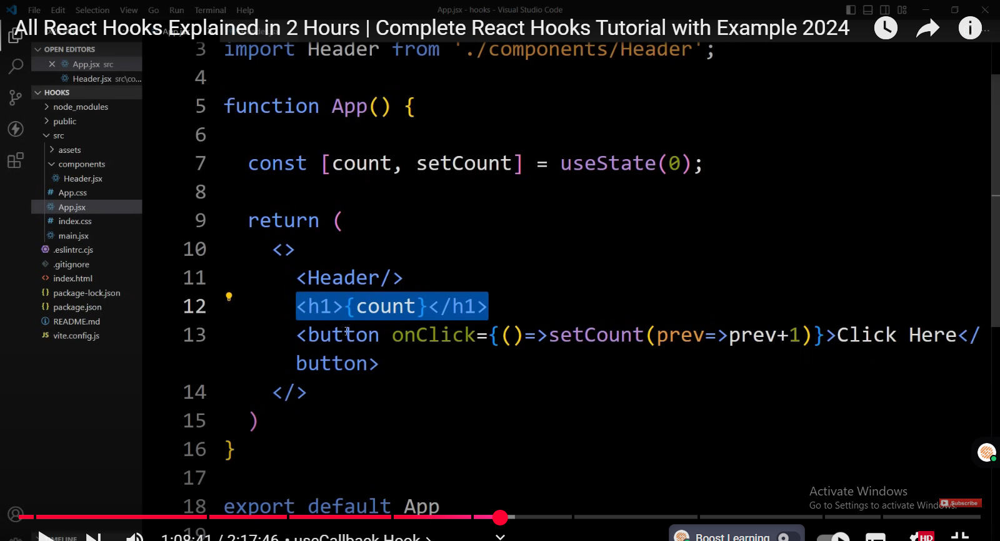 File Edit Selection View Go Run Terminal Help
App.jsx - hooks - Visual Studio Code
All React Hooks Explained in 2 Hours | Complete React Hooks Tutorial with Example 2024
OPEN EDITORS
App.jsx src
Header.jsx src\co...
HOOKS
node_modules
public
src
assets
components
Header.jsx
App.css
App.jsx
index.css
main.jsx
.eslintrc.cjs
.gitignore
index.html
package-lock.json
package.json
README.md
vite.config.js
3 import Header from './components/Header';
4
5 function App() {
6
7 const [count, setCount] = useState(0);
8
9 return (
10 <>
11 <Header/>
12 <h1>{count}</h1>
13 <button onClick={()=>setCount(prev=>prev+1)}>Click Here</
button>
14 </>
15 )
16 }
17
18 export default App
19
Activate Windows
Go to Settings to activate Windows.
Subscribe
TIMELINE
1:08:41 / 2:17:46 • useCallback Hook
Boost Learning
HD